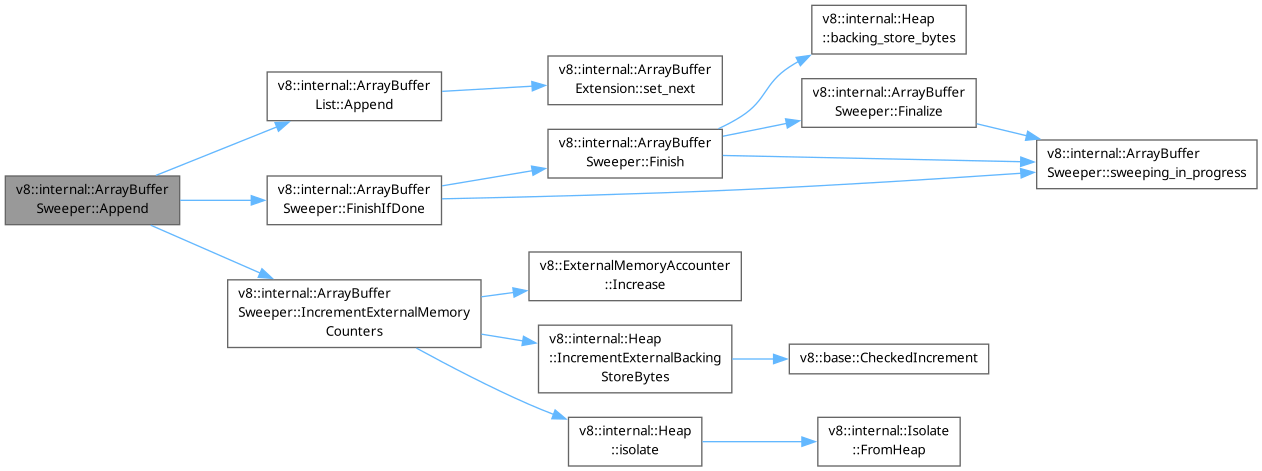 v8::internal::Heap
::backing_store_bytes
v8::internal::ArrayBuffer
Extension::set_next
v8::internal::ArrayBuffer
List::Append
v8::internal::ArrayBuffer
Sweeper::Finalize
v8::internal::ArrayBuffer
Sweeper::Finish
v8::internal::ArrayBuffer
Sweeper::sweeping_in_progress
v8::internal::ArrayBuffer
Sweeper::Append
v8::internal::ArrayBuffer
Sweeper::FinishIfDone
v8::ExternalMemoryAccounter
::Increase
v8::internal::ArrayBuffer
Sweeper::IncrementExternalMemory
Counters
v8::internal::Heap
::IncrementExternalBacking
StoreBytes
v8::base::CheckedIncrement
v8::internal::Heap
::isolate
v8::internal::Isolate
::FromHeap